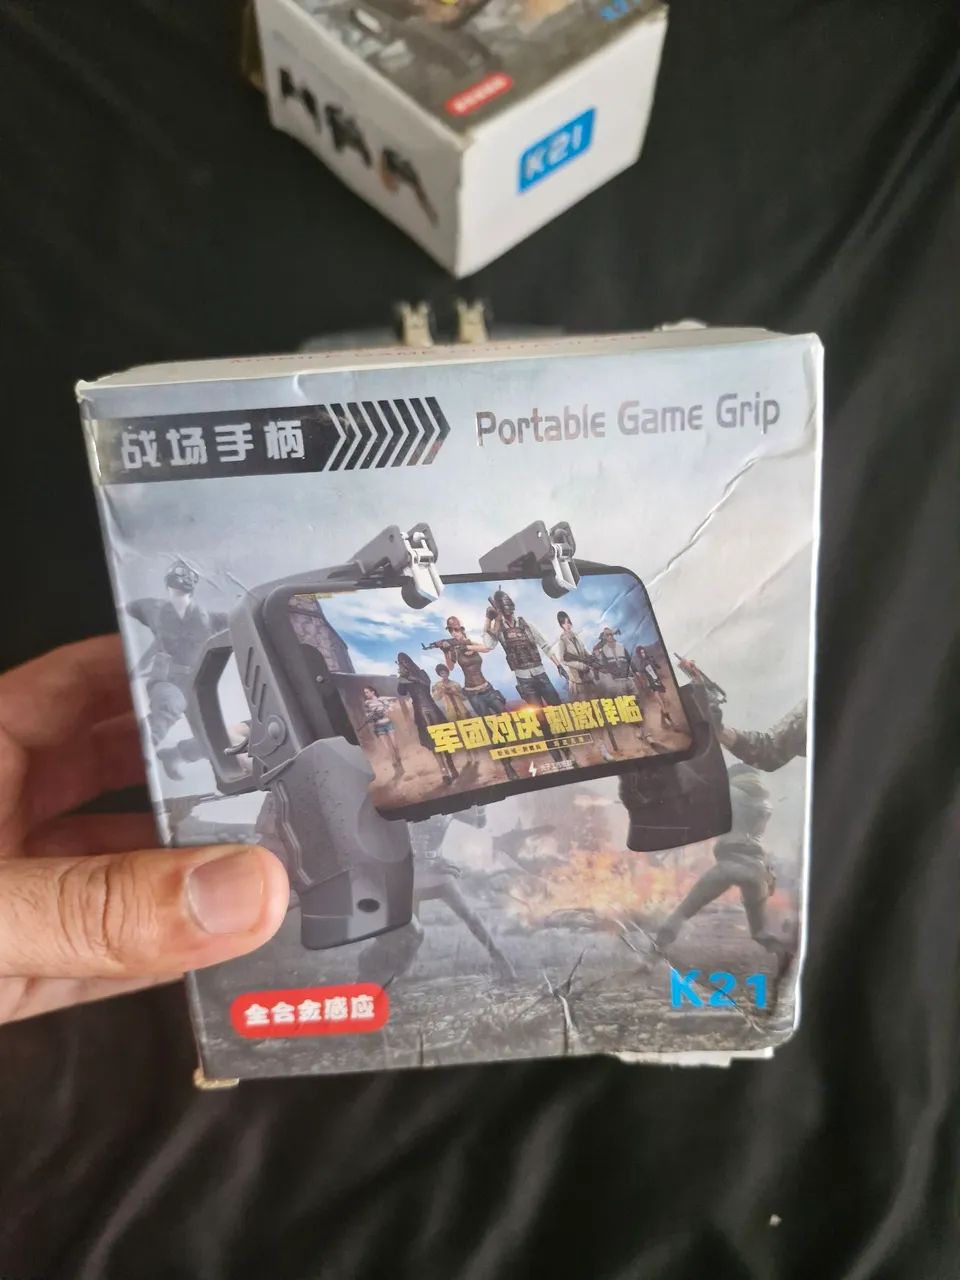 K21
战场手柄
Portable Game Grip
军团对决 刺激降临
全合金感应
K21